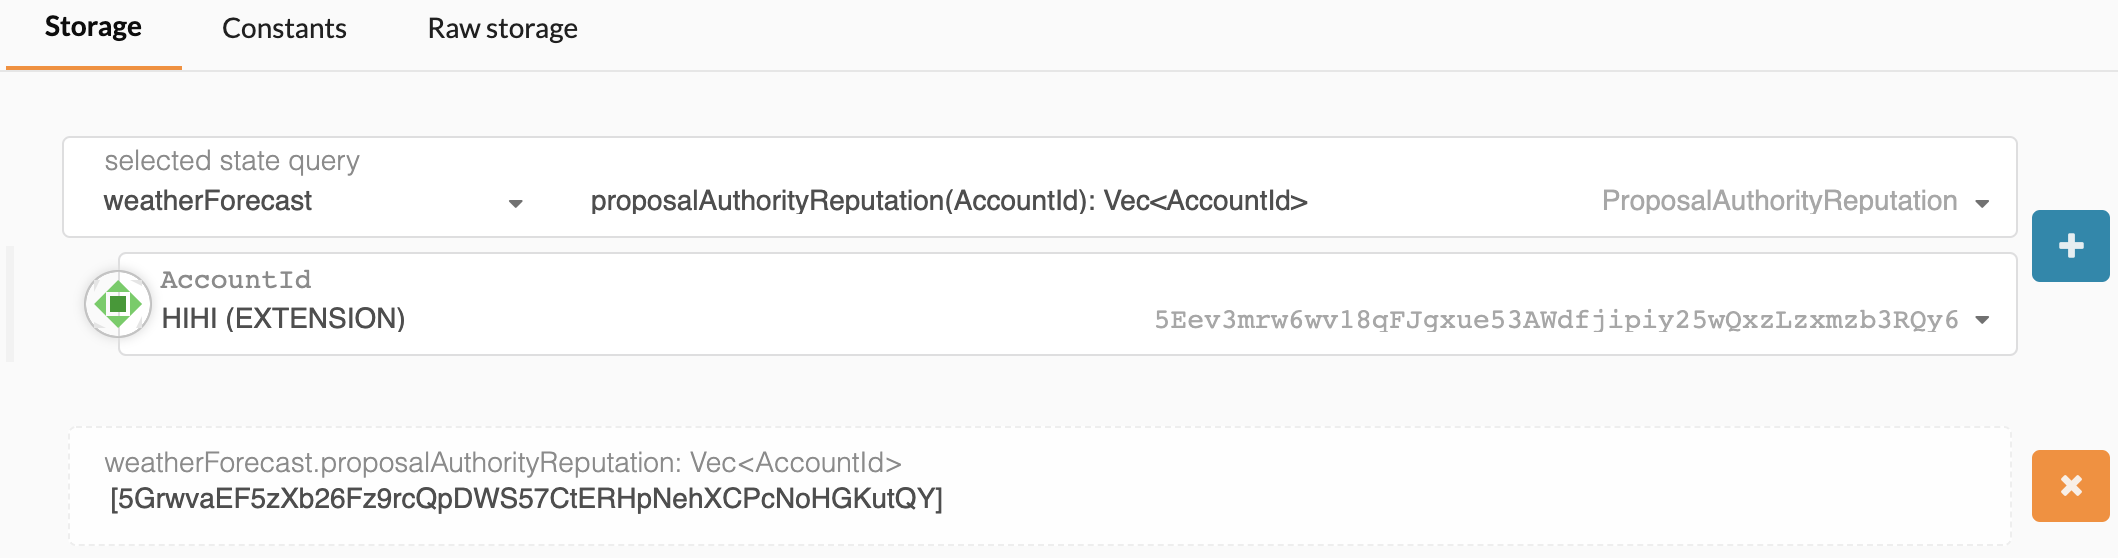 Storage Constants Raw storage
selected state query
weatherForecast proposalAuthorityReputation(AccountId): Vec<AccountId> ProposalAuthorityReputation
AccountId
HIHI (EXTENSION) 5Eev3mrw6wv18qFJgxue53AWdfjipiy25wQxzLzxmzb3RQy6
weatherForecast.proposalAuthorityReputation: Vec<AccountId>
[5GrwvaEF5zXb26Fz9rcQpDWS57CtERHpNehXCPcNoHGKutQY]